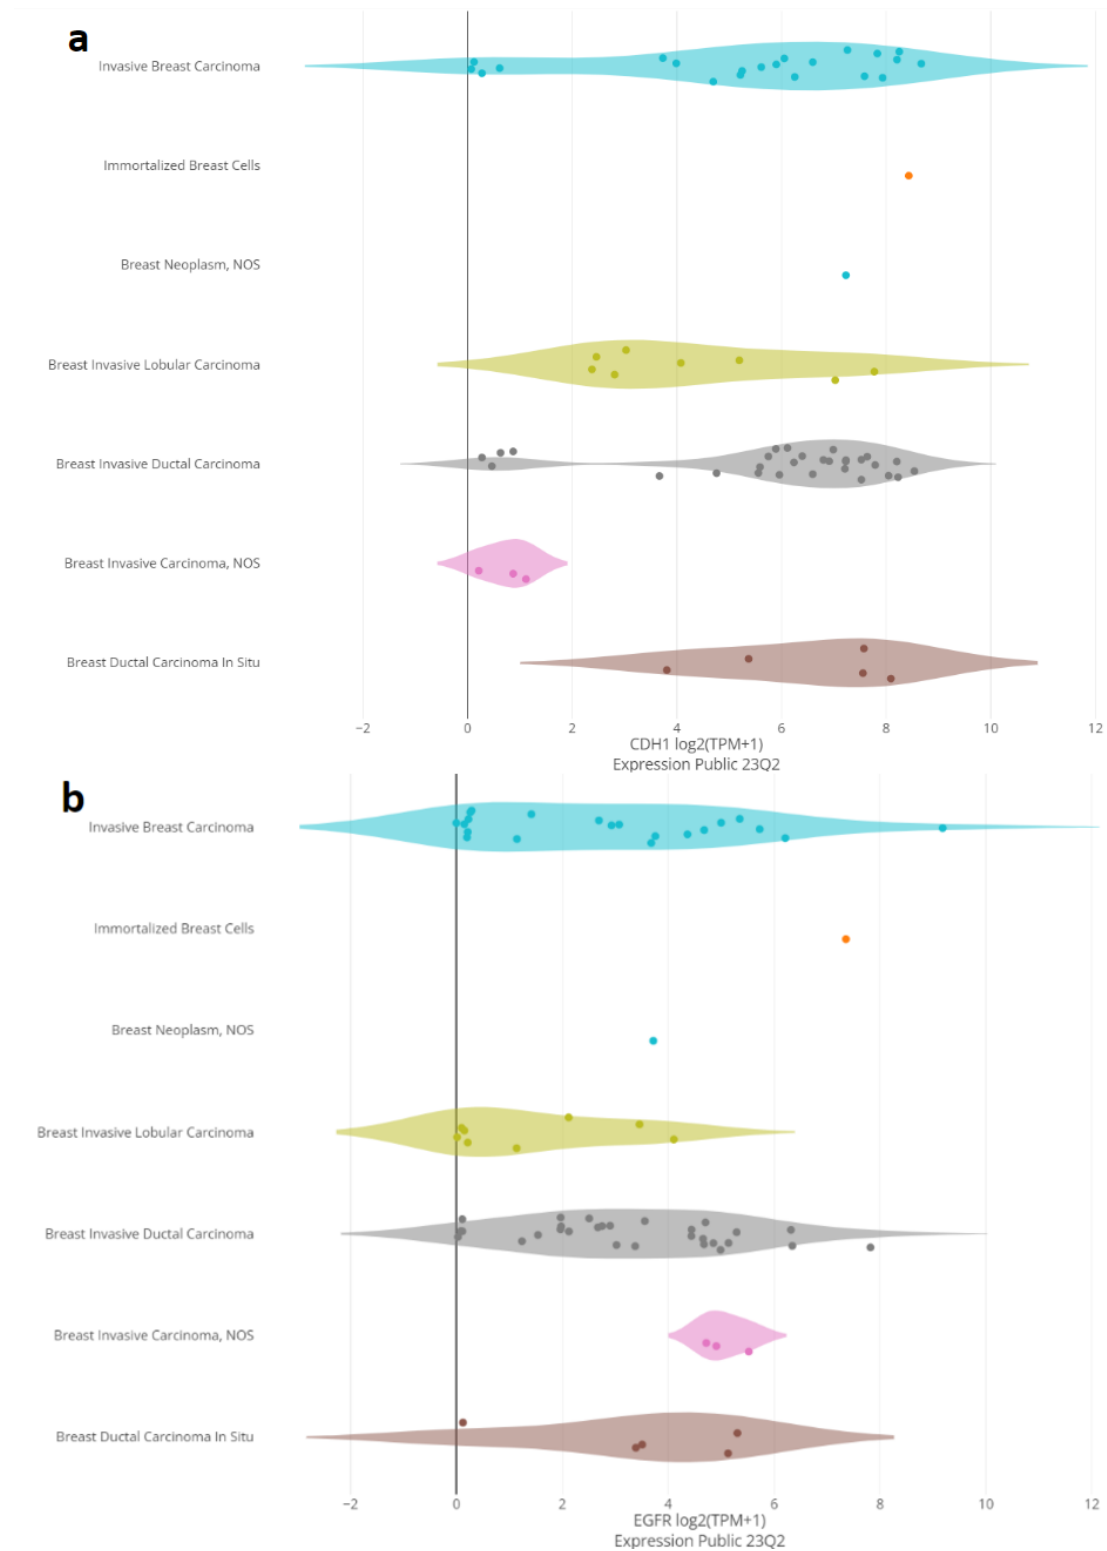 a
Invasive Breast Carcinoma
Immortalized Breast Cells
Breast Neoplasm, NOS
Breast Invasive Lobular Carcinoma
Breast Invasive Ductal Carcinoma
Breast Invasive Carcinoma, NOS
Breast Ductal Carcinoma In Situ
−2 0 2 4 6 8 10 12
CDH1 log2(TPM+1)
Expression Public 23Q2
b
Invasive Breast Carcinoma
Immortalized Breast Cells
Breast Neoplasm, NOS
Breast Invasive Lobular Carcinoma
Breast Invasive Ductal Carcinoma
Breast Invasive Carcinoma, NOS
Breast Ductal Carcinoma In Situ
−2 0 2 4 6 8 10 12
EGFR log2(TPM+1)
Expression Public 23Q2